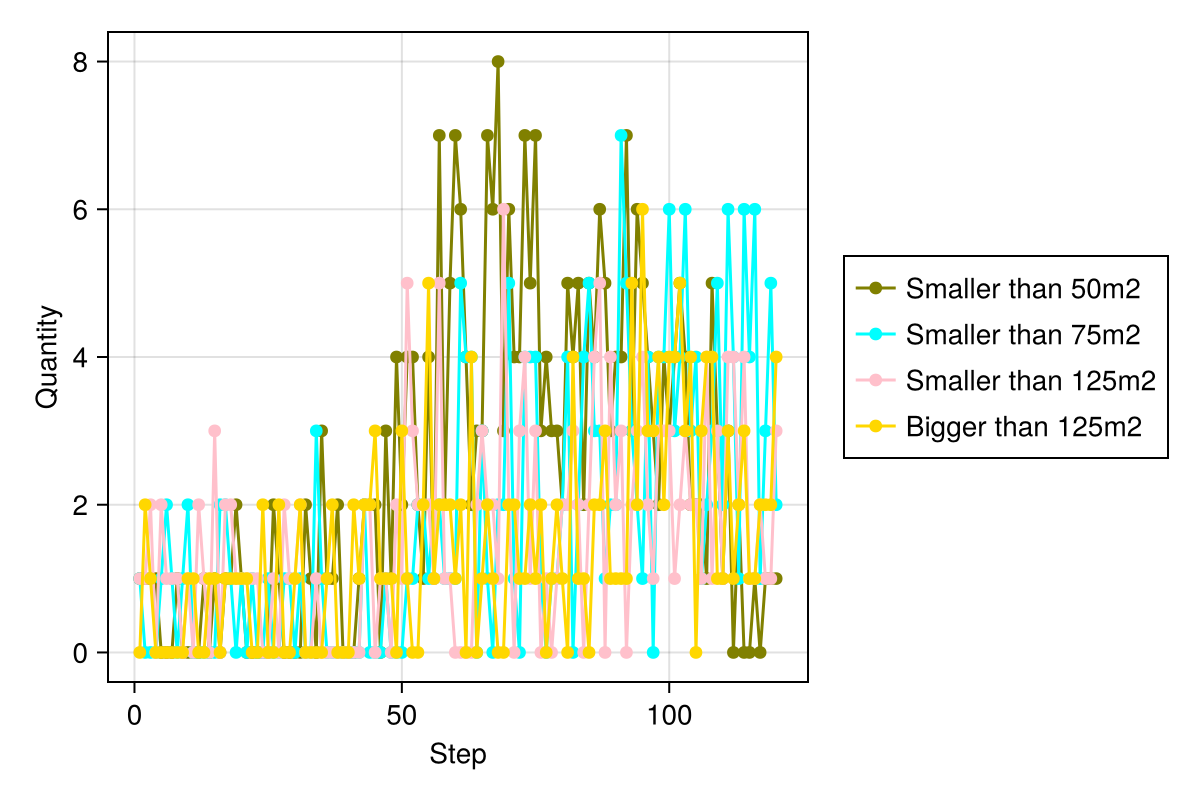 8
6
4
2
0
Quantity
0 50 100
Step
Smaller than 50m2
Smaller than 75m2
Smaller than 125m2
Bigger than 125m2